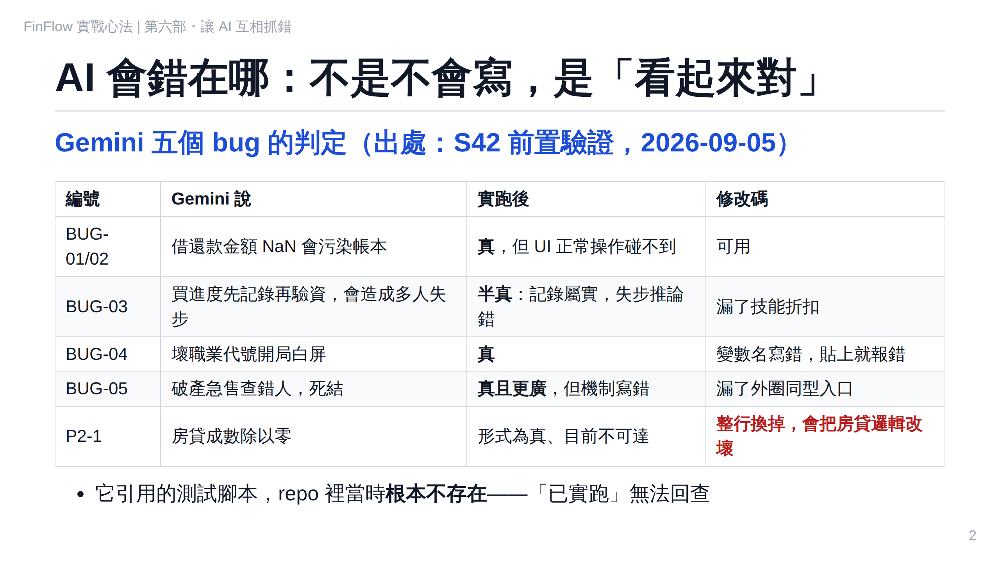 FinFlow 實戰心法 | 第六部・讓 AI 互相抓錯
AI 會錯在哪：不是不會寫，是「看起來對」
Gemini 五個 bug 的判定（出處：S42 前置驗證，2026-09-05）
編號 Gemini 說 實跑後 修改碼
BUG-
01/02
借還款金額 NaN 會污染帳本
真，但 UI 正常操作碰不到
可用
BUG-03
買進度先記錄再驗資，會造成多人失
步
半真：記錄屬實，失步推論
錯
漏了技能折扣
BUG-04
壞職業代號開局白屏
真
變數名寫錯，貼上就報錯
BUG-05
破產急售查錯人，死結
真且更廣，但機制寫錯
漏了外圈同型入口
P2-1
房貸成數除以零
形式為真、目前不可達
整行換掉，會把房貸邏輯改
壞
• 它引用的測試腳本，repo 裡當時根本不存在——「已實跑」無法回查
2